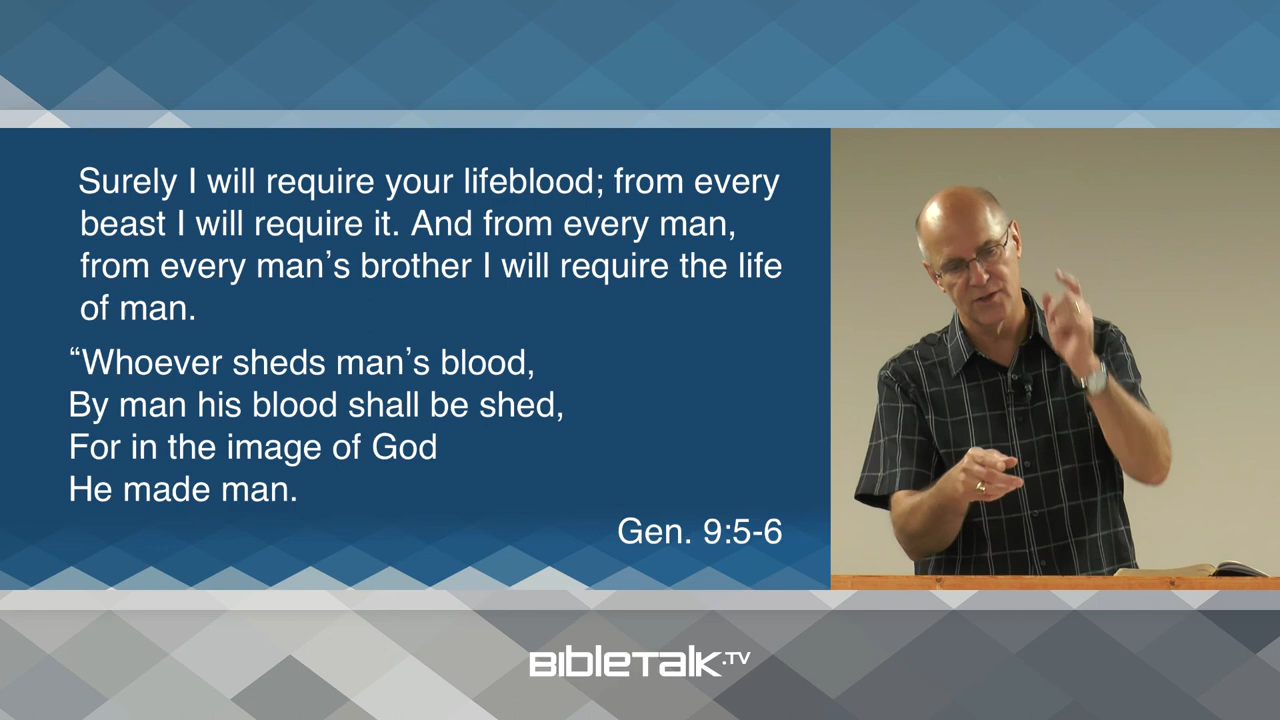 Surely I will require your lifeblood; from every
beast I will require it. And from every man,
from every man’s brother I will require the life
of man.
“Whoever sheds man’s blood,
By man his blood shall be shed,
For in the image of God
He made man.
Gen. 9:5-6
BibleTalk.TV